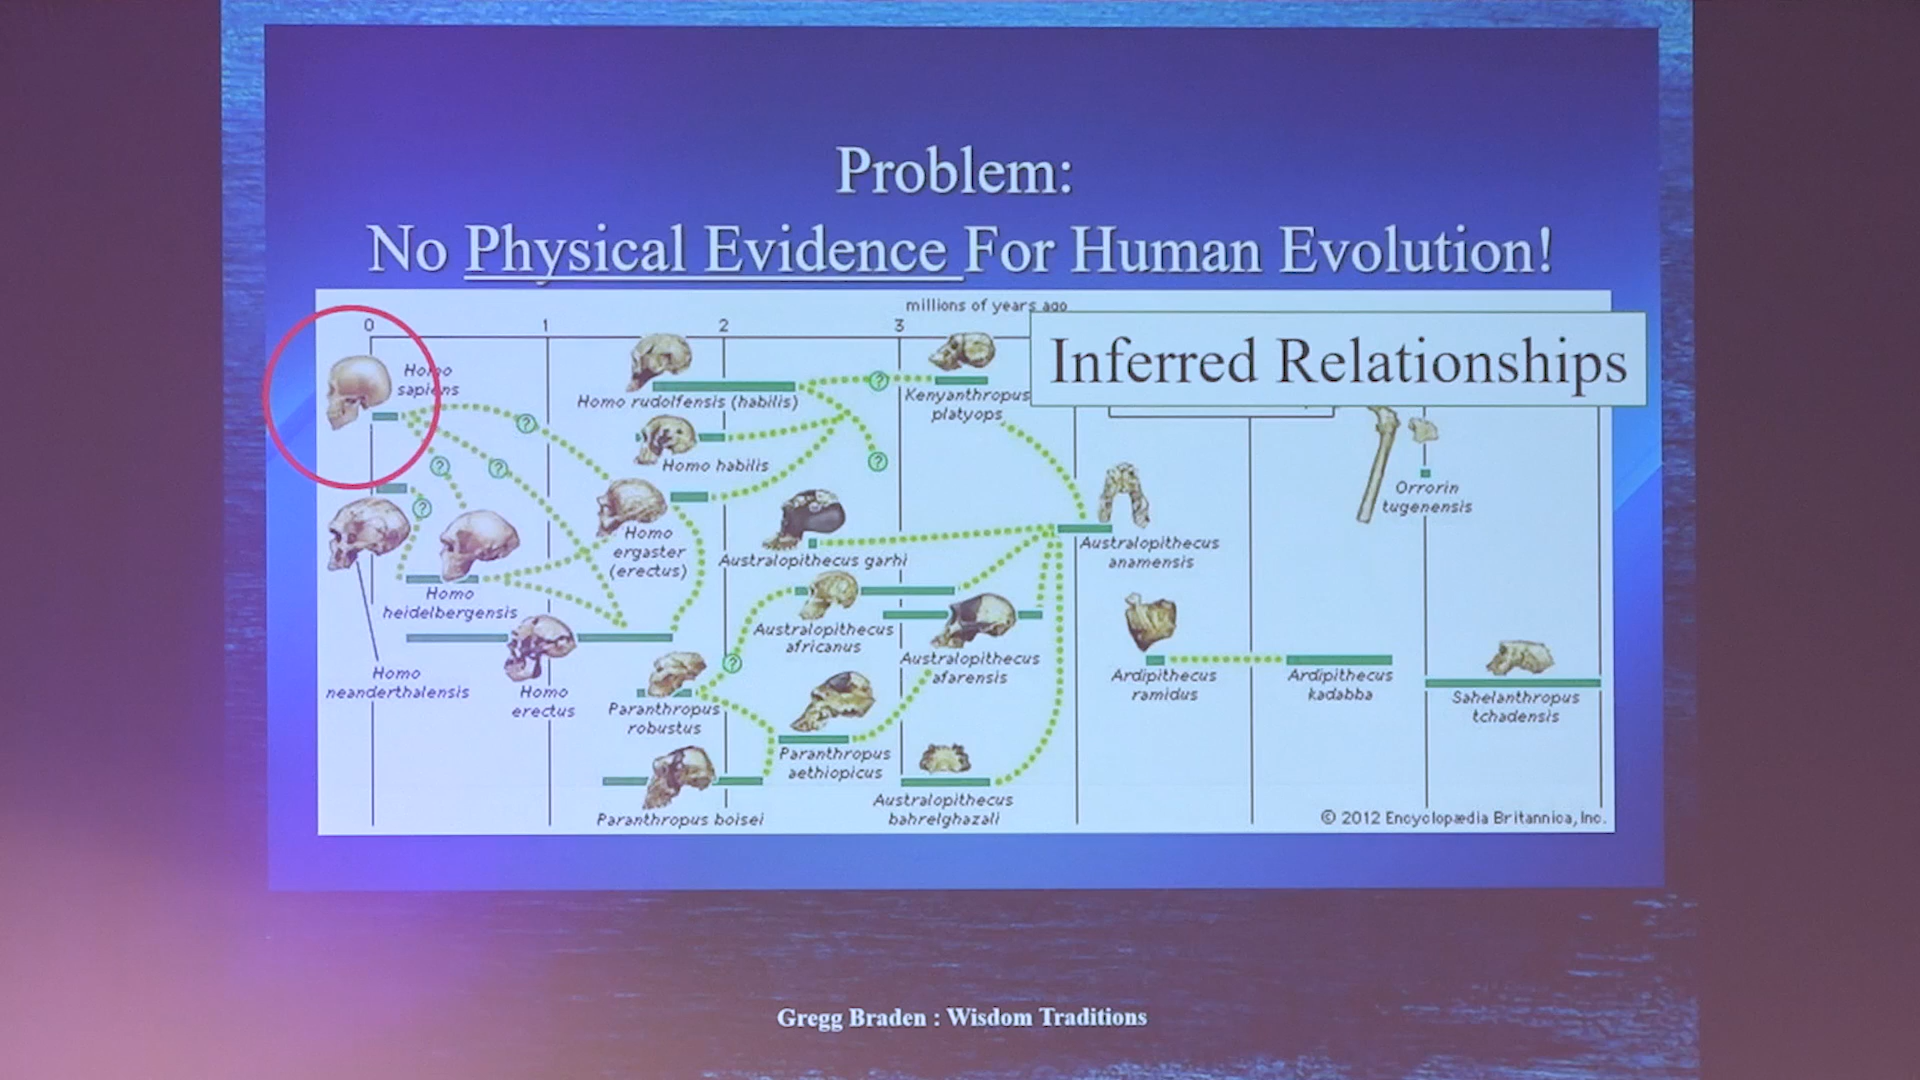 Problem:
No Physical Evidence For Human Evolution!
millions of years ago
0
1
2
3
Inferred Relationships
Homo
sapiens
Homo rudolfensis (habilis)
Kenyanthropus
platyops
Homo habilis
Orrorin
tugenensis
?
?
?
?
?
?
Homo
ergaster
(erectus)
Australopithecus garhi
Australopithecus
anamensis
Homo
heidelbergensis
Australopithecus
africanus
Australopithecus
afarensis
?
Homo
neanderthalensis
Homo
erectus
Paranthropus
robustus
Ardipithecus
ramidus
Ardipithecus
kadabba
Sahelanthropus
tchadensis
Paranthropus
aethiopicus
Paranthropus boisei
Australopithecus
bahrelghazali
© 2012 Encyclopædia Britannica, Inc.
Gregg Braden : Wisdom Traditions